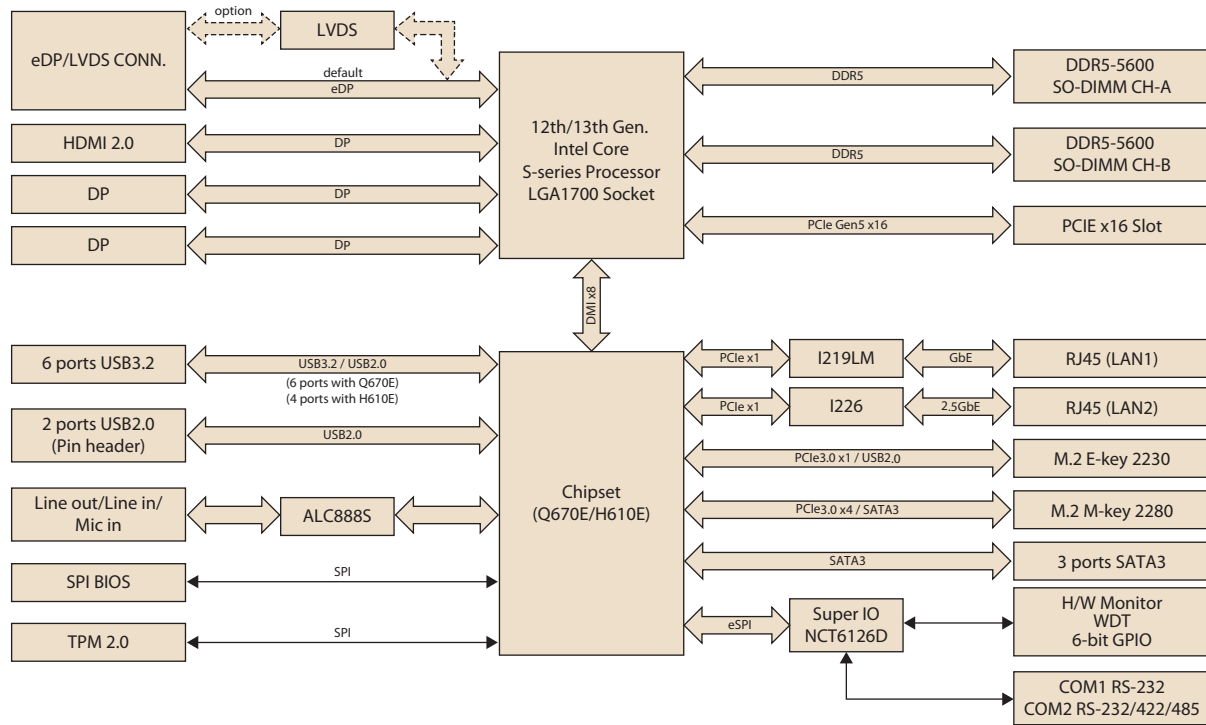 option
LVDS
eDP/LVDS CONN.
default
eDP
HDMI 2.0
DP
DP
DP
DP
DP
12th/13th Gen.
Intel Core
S-series Processor
LGA1700 Socket
DDR5
DDR5-5600
SO-DIMM CH-A
DDR5
DDR5-5600
SO-DIMM CH-B
PCIe Gen5 x16
PCIE x16 Slot
DMI x8
6 ports USB3.2
USB3.2 / USB2.0
(6 ports with Q670E)
(4 ports with H610E)
2 ports USB2.0
(Pin header)
USB2.0
Line out/Line in/
Mic in
ALC888S
SPI BIOS
SPI
TPM 2.0
SPI
Chipset
(Q670E/H610E)
PCIe x1
I219LM
GbE
RJ45 (LAN1)
PCIe x1
I226
2.5GbE
RJ45 (LAN2)
PCIe3.0 x1 / USB2.0
M.2 E-key 2230
PCIe3.0 x4 / SATA3
M.2 M-key 2280
SATA3
3 ports SATA3
eSPI
Super IO
NCT6126D
H/W Monitor
WDT
6-bit GPIO
COM1 RS-232
COM2 RS-232/422/485